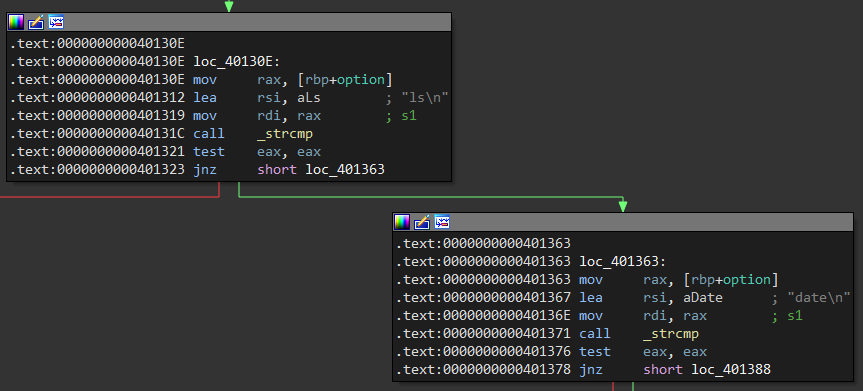 .text:000000000040130E
.text:000000000040130E loc_40130E:
.text:000000000040130E mov     rax, [rbp+option]
.text:0000000000401312 lea     rsi, aLs        ; "ls\n"
.text:0000000000401319 mov     rdi, rax        ; s1
.text:000000000040131C call    _strcmp
.text:0000000000401321 test    eax, eax
.text:0000000000401323 jnz     short loc_401363
.text:0000000000401363
.text:0000000000401363 loc_401363:
.text:0000000000401363 mov     rax, [rbp+option]
.text:0000000000401367 lea     rsi, aDate      ; "date\n"
.text:000000000040136E mov     rdi, rax        ; s1
.text:0000000000401371 call    _strcmp
.text:0000000000401376 test    eax, eax
.text:0000000000401378 jnz     short loc_401388